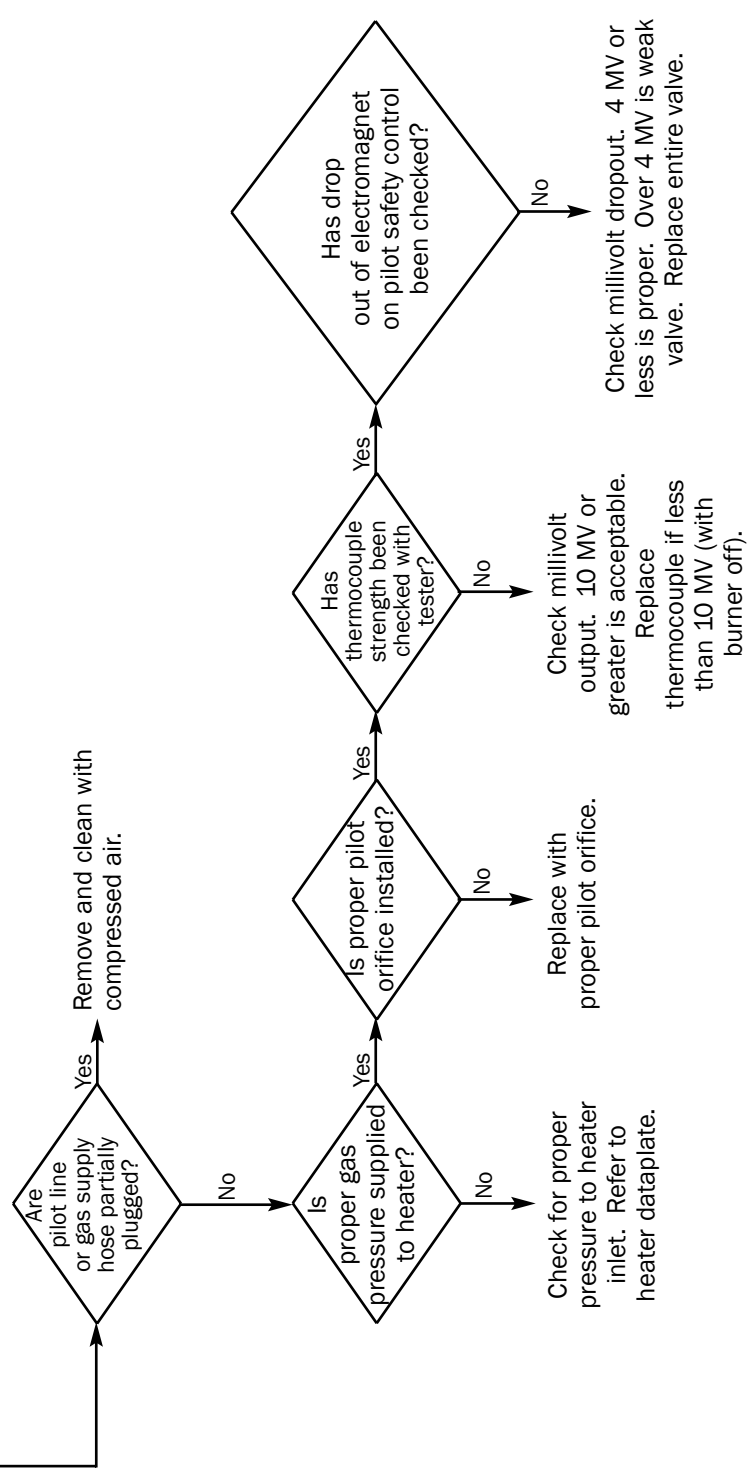 Are
pilot line
or gas supply
hose partially
plugged?
Yes
Remove and clean with
compressed air.
No
Is
proper gas
pressure supplied
to heater?
No
Check for proper
pressure to heater
inlet. Refer to
heater dataplate.
Yes
Is proper pilot
orifice installed?
No
Replace with
proper pilot orifice.
Yes
Has
thermocouple
strength been
checked with
tester?
No
Check millivolt
output. 10 MV or
greater is acceptable.
Replace
thermocouple if less
than 10 MV (with
burner off).
Yes
Has drop
out of electromagnet
on pilot safety control
been checked?
No
Check millivolt dropout. 4 MV or
less is proper. Over 4 MV is weak
valve. Replace entire valve.